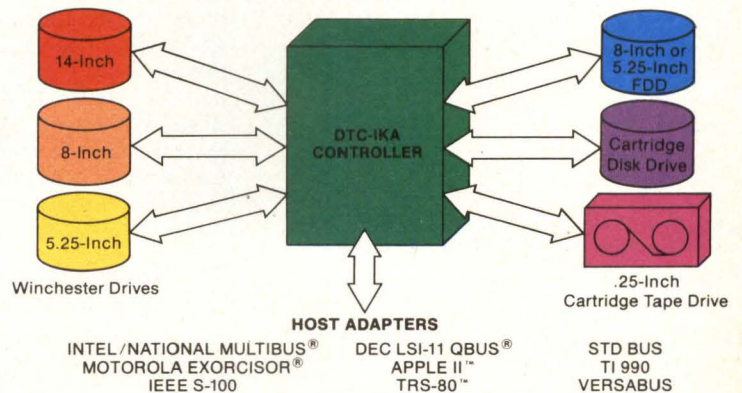 14-Inch
8-Inch
5.25-Inch
Winchester Drives
DTC-IKA
CONTROLLER
8-Inch or
5.25-Inch
FDD
Cartridge
Disk Drive
.25-Inch
Cartridge Tape Drive
HOST ADAPTERS
INTEL/NATIONAL MULTIBUS®
MOTOROLA EXORCISOR®
IEEE S-100
DEC LSI-11 QBUS®
APPLE II™
TRS-80™
STD BUS
TI 990
VERSABUS